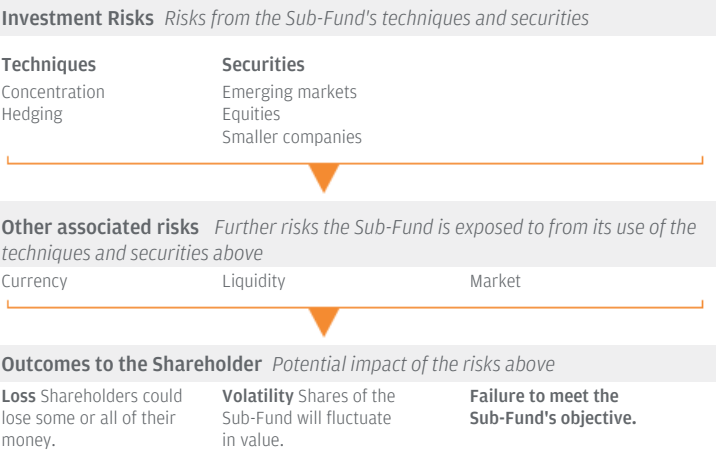 Investment Risks Risks from the Sub-Fund's techniques and securities
Techniques
Concentration
Hedging
Securities
Emerging markets
Equities
Smaller companies
Other associated risks Further risks the Sub-Fund is exposed to from its use of the
techniques and securities above
Currency
Liquidity
Market
Outcomes to the Shareholder Potential impact of the risks above
Loss Shareholders could
lose some or all of their
money.
Volatility Shares of the
Sub-Fund will fluctuate
in value.
Failure to meet the
Sub-Fund's objective.